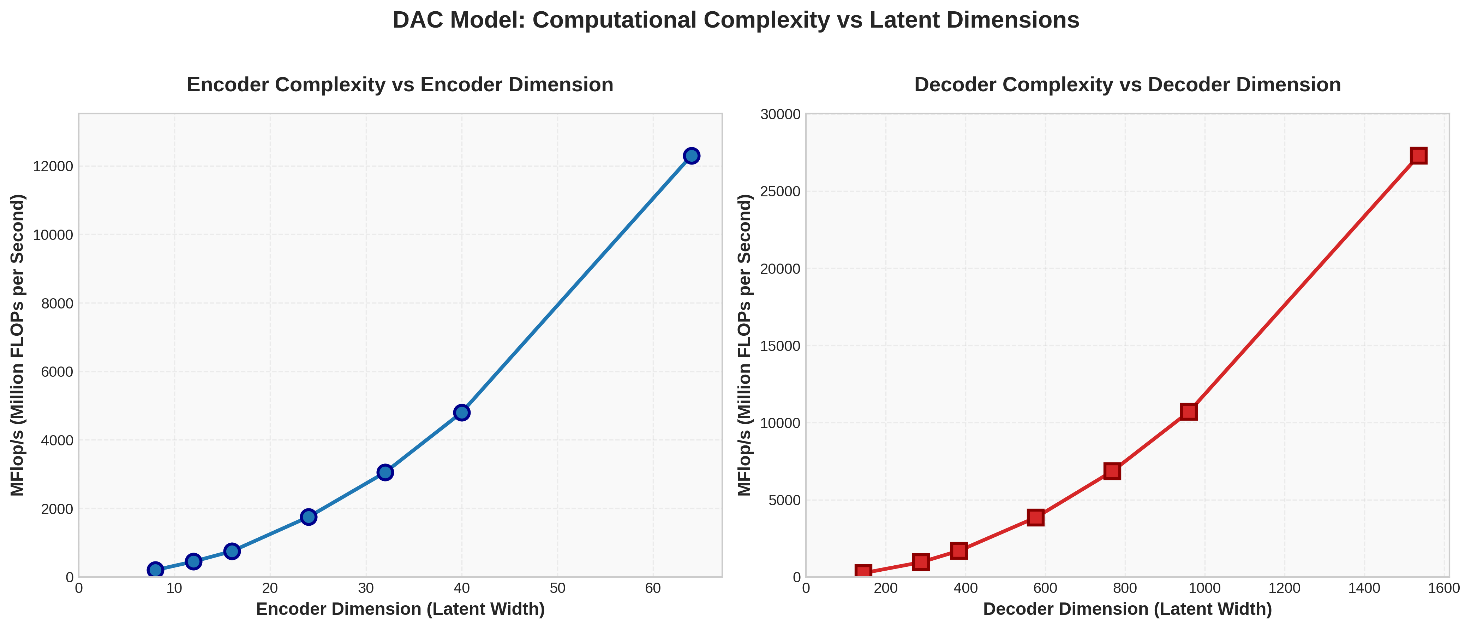 DAC Model: Computational Complexity vs Latent Dimensions
Encoder Complexity vs Encoder Dimension
MFlop/s (Million FLOPs per Second)
12000
10000
8000
6000
4000
2000
0
0 10 20 30 40 50 60
Encoder Dimension (Latent Width)
Decoder Complexity vs Decoder Dimension
MFlop/s (Million FLOPs per Second)
30000
25000
20000
15000
10000
5000
0
0 200 400 600 800 1000 1200 1400 1600
Decoder Dimension (Latent Width)